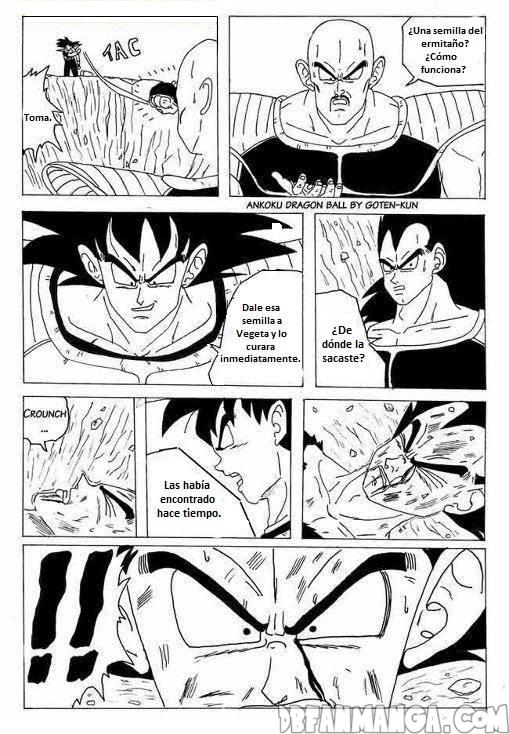 TAC
Toma.
¿Una semilla del
ermitaño?
¿Cómo
funciona?
ANKOKU DRAGON BALL BY GOTEN-KUN
Dale esa
semilla a
Vegeta y lo
curara
inmediatamente.
¿De
dónde la
sacaste?
CROUNCH
...
Las había
encontrado
hace tiempo.
!!
DBFANMANGA.COM